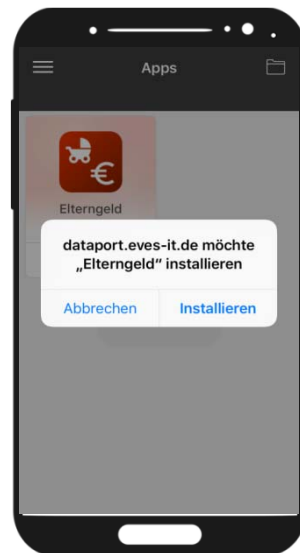 Apps
€
Elterngeld
dataport.eves-it.de möchte
„Elterngeld“ installieren
Abbrechen
Installieren